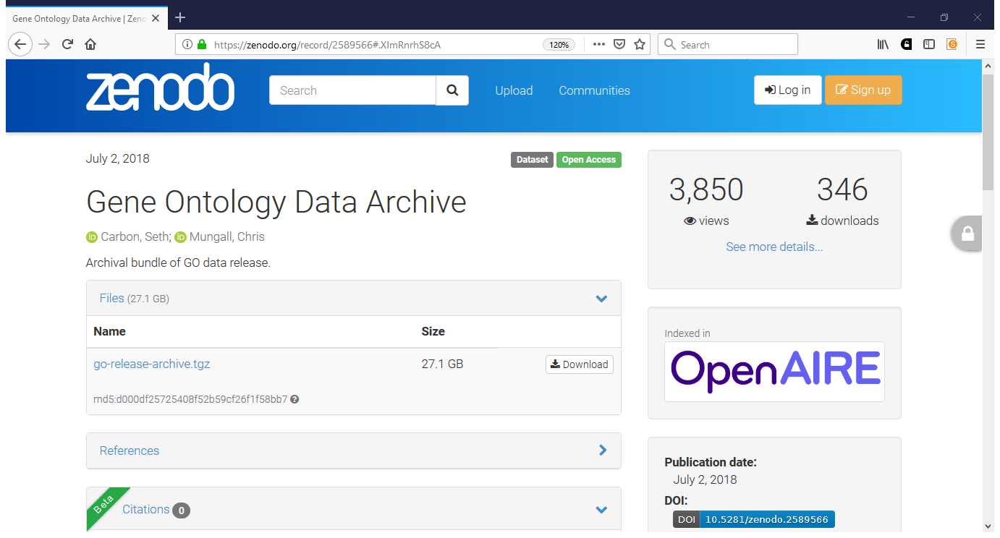 Gene Ontology Data Archive | Zeno
https://zenodo.org/record/2589566#.XImRnrhS8cA
120%
Search
zenodo
Search
Upload
Communities
Log in
Sign up
July 2, 2018
Dataset
Open Access
Gene Ontology Data Archive
Carbon, Seth; Mungall, Chris
Archival bundle of GO data release.
Files (27.1 GB)
Name Size
go-release-archive.tgz 27.1 GB Download
md5:d000df25725408f52b59cf26f1f58bb7
References
Beta
Citations 0
3,850 346
views downloads
See more details...
Indexed in
OpenAIRE
Publication date:
July 2, 2018
DOI:
DOI 10.5281/zenodo.2589566